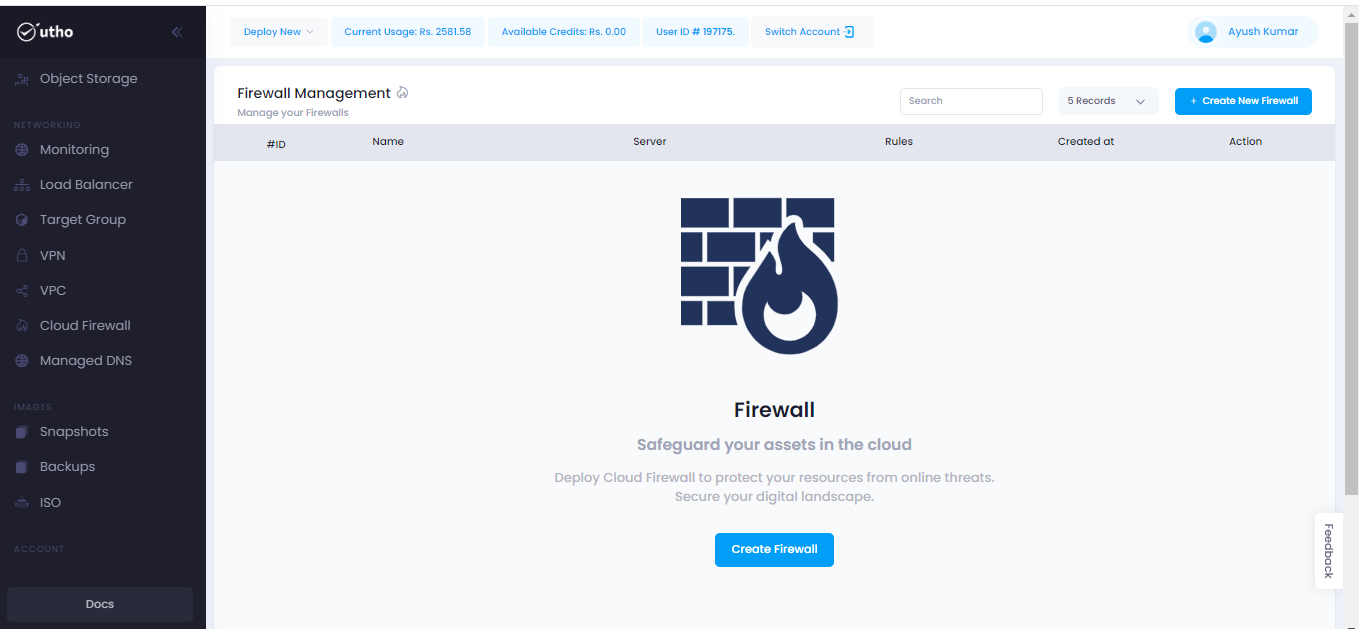 utho
Deploy New
Current Usage: Rs. 2581.58
Available Credits: Rs. 0.00
User ID # 197175.
Switch Account
Ayush Kumar
Object Storage
NETWORKING
Monitoring
Load Balancer
Target Group
VPN
VPC
Cloud Firewall
Managed DNS
IMAGES
Snapshots
Backups
ISO
ACCOUNT
Docs
Firewall Management
Manage your Firewalls
Search
5 Records
+ Create New Firewall
#ID Name Server Rules Created at Action
Firewall
Safeguard your assets in the cloud
Deploy Cloud Firewall to protect your resources from online threats.
Secure your digital landscape.
Create Firewall
Feedback